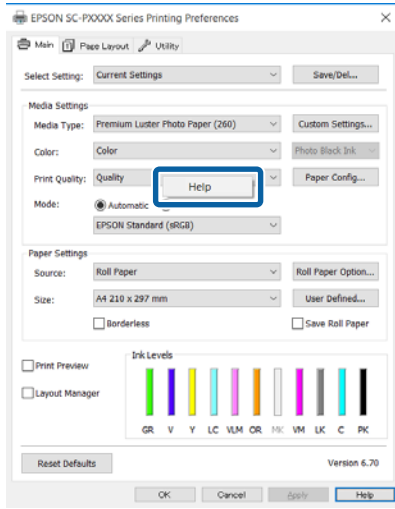 EPSON SC-PXXXX Series Printing Preferences
Main Page Layout Utility
Select Setting: Current Settings Save/Del...
Media Settings
Media Type: Premium Luster Photo Paper (260) Custom Settings...
Color: Color Photo Black Ink
Print Quality: Quality Paper Config...
Help
Mode: Automatic
EPSON Standard (sRGB)
Paper Settings
Source: Roll Paper Roll Paper Option...
Size: A4 210 x 297 mm User Defined...
Borderless Save Roll Paper
Print Preview
Layout Manager
Ink Levels
GR V Y LC VLM OR MK VM LK C PK
Reset Defaults Version 6.70
OK Cancel Apply Help